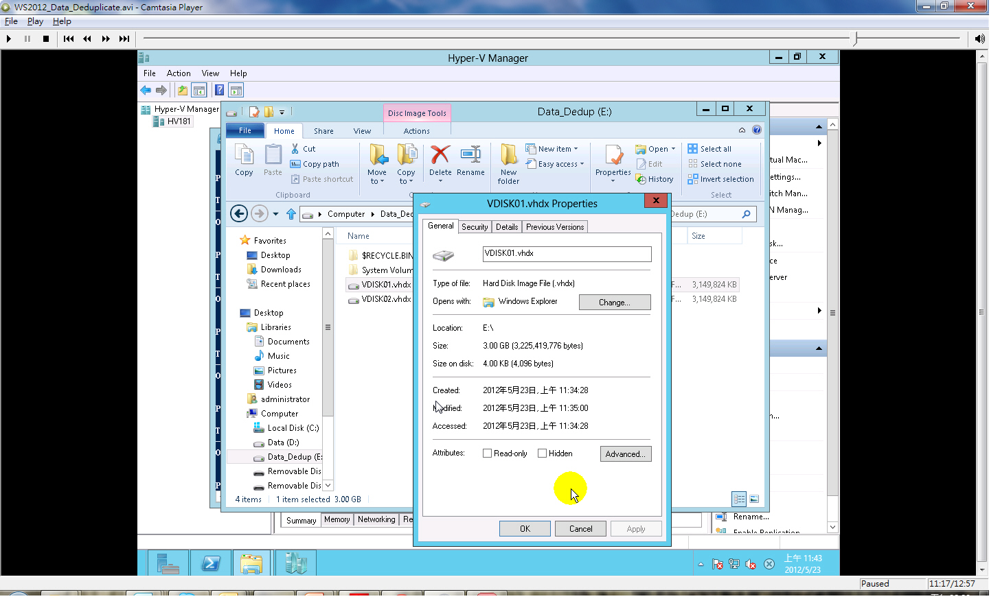 WS2012_Data_Deduplicate.avi - Camtasia Player
File Play Help
Hyper-V Manager
File Action View Help
Hyper-V Manager
HV181
Disc Image Tools
Data_Dedup (E:)
File Home Share View Actions
Copy
Paste
Cut
Copy path
Paste shortcut
Clipboard
Move to
Copy to
Delete
Rename
New folder
New item
Easy access
Properties
Open
Edit
History
Select all
Select none
Invert selection
Select
Computer
Data_Dec
Dedup (E:)
Favorites
Desktop
Downloads
Recent places
Desktop
Libraries
Documents
Music
Pictures
Videos
administrator
Computer
Local Disk (C:)
Data (D:)
Data_Dedup (E:
Removable Dis
Removable Dis
Name
Size
$RECYCLE.BIN
System Volum
VDISK01.vhdx
F... 3,149,824 KB
VDISK02.vhdx
F... 3,149,824 KB
4 items 1 item selected 3.00 GB
VDISK01.vhdx Properties
General Security Details Previous Versions
VDISK01.vhdx
Type of file: Hard Disk Image File (.vhdx)
Opens with: Windows Explorer Change...
Location: E:\
Size: 3.00 GB (3,225,419,776 bytes)
Size on disk: 4.00 KB (4,096 bytes)
Created: 2012年5月23日, 上午 11:34:28
Modified: 2012年5月23日, 上午 11:35:00
Accessed: 2012年5月23日, 上午 11:34:28
Attributes: Read-only Hidden Advanced...
OK Cancel Apply
tual Mac...
ettings...
itch Man...
N Manag...
sk...
ce
erver
n...
Rename...
Enable Replication
Summary Memory Networking Re
上午 11:43
2012/5/23
Paused 11:17/12:57